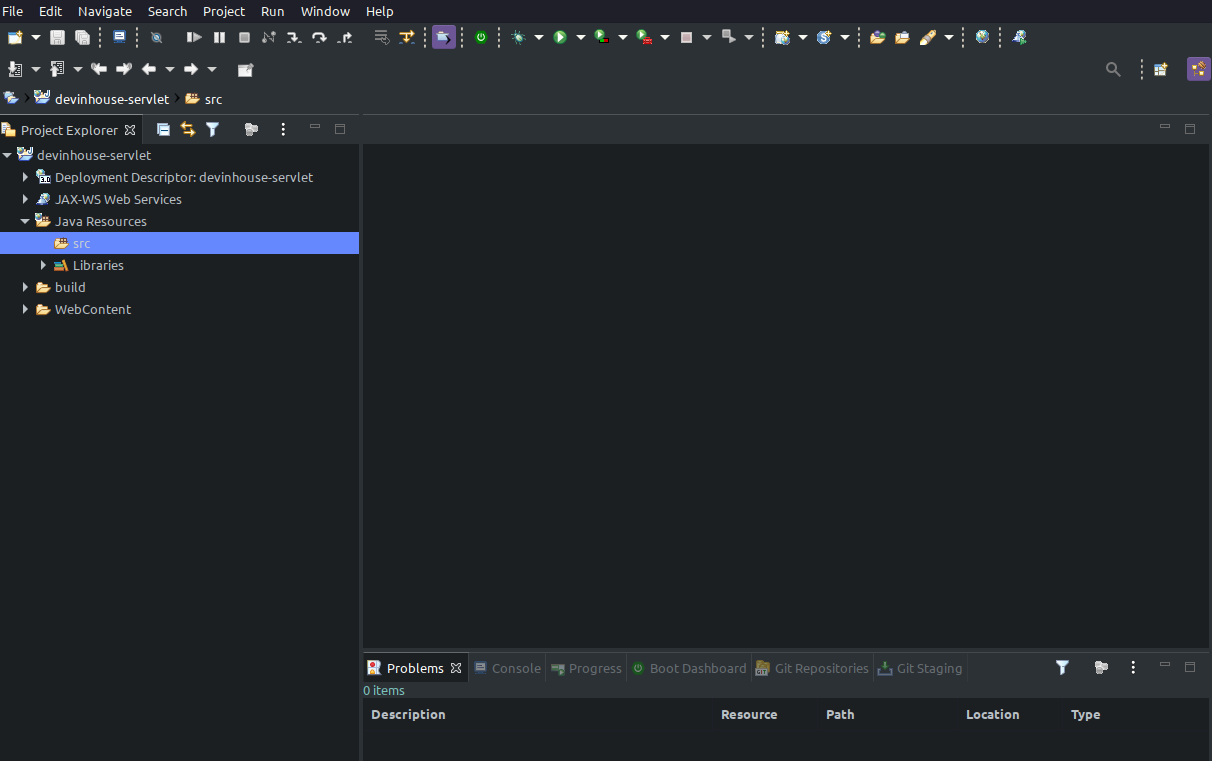 File Edit Navigate Search Project Run Window Help
devinhouse-servlet src
Project Explorer
devinhouse-servlet
Deployment Descriptor: devinhouse-servlet
JAX-WS Web Services
Java Resources
src
Libraries
build
WebContent
Problems Console Progress Boot Dashboard Git Repositories Git Staging
0 items
Description Resource Path Location Type